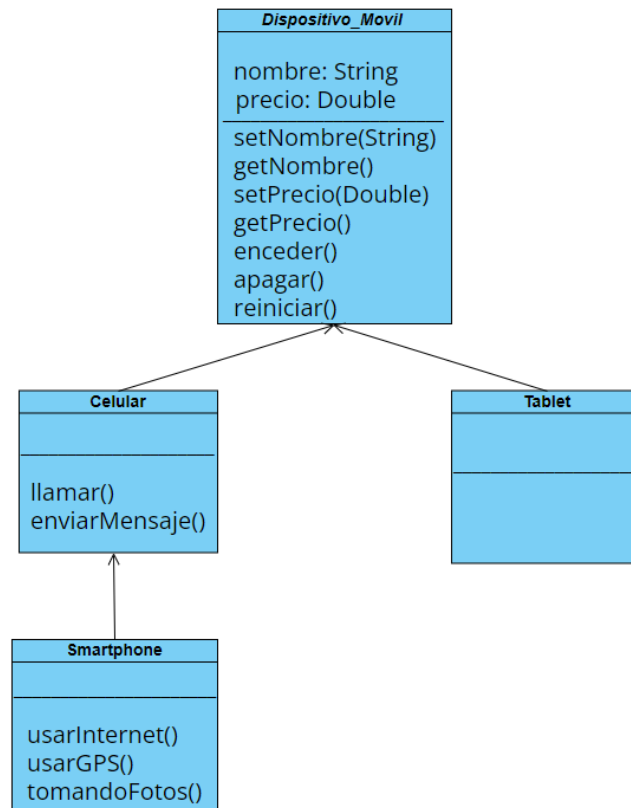 Dispositivo_Movil
nombre: String
precio: Double
setNombre(String)
getNombre()
setPrecio(Double)
getPrecio()
enceder()
apagar()
reiniciar()
Celular
llamar()
enviarMensaje()
Tablet
Smartphone
usarInternet()
usarGPS()
tomandoFotos()